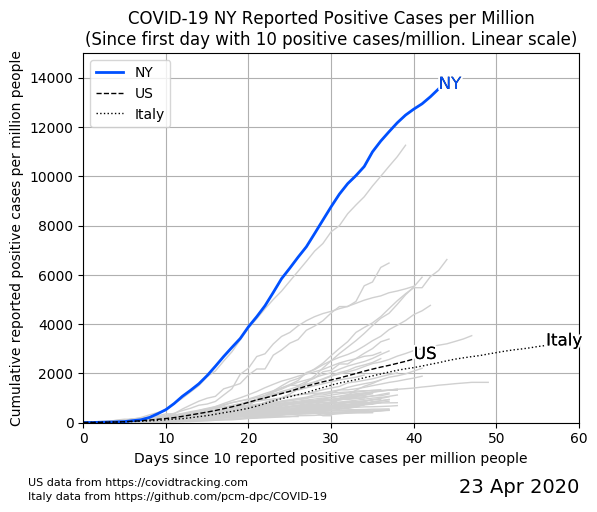 COVID-19 NY Reported Positive Cases per Million
(Since first day with 10 positive cases/million. Linear scale)
Cumulative reported positive cases per million people
14000
12000
10000
8000
6000
4000
2000
0
NY
US
Italy
NY
US
Italy
0 10 20 30 40 50 60
Days since 10 reported positive cases per million people
US data from https://covidtracking.com
Italy data from https://github.com/pcm-dpc/COVID-19
23 Apr 2020